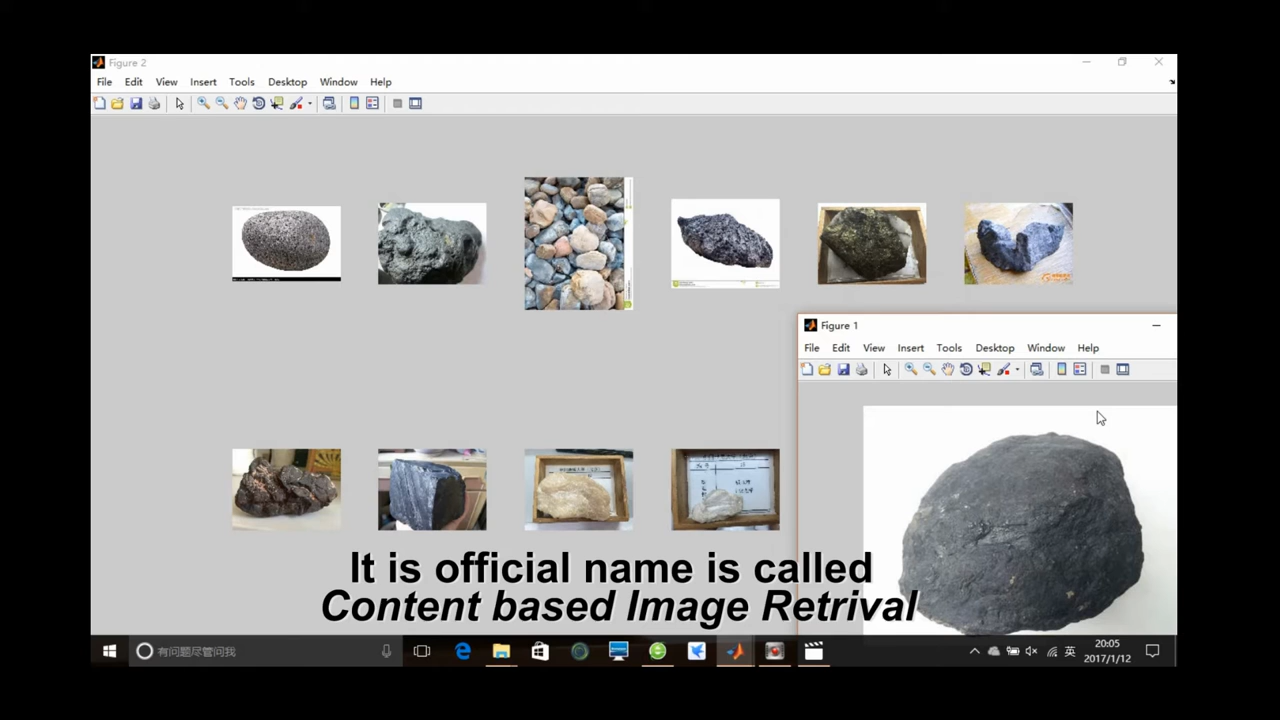 Figure 2
File Edit View Insert Tools Desktop Window Help
Figure 1
File Edit View Insert Tools Desktop Window Help
It is official name is called
Content based Image Retrival
有问题尽管问我
英
20:05
2017/1/12